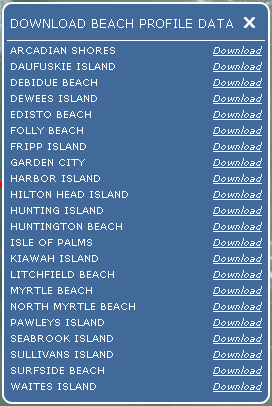 DOWNLOAD BEACH PROFILE DATA X
ARCADIAN SHORES Download
DAUFUSKIE ISLAND Download
DEBIDUE BEACH Download
DEWEES ISLAND Download
EDISTO BEACH Download
FOLLY BEACH Download
FRIPP ISLAND Download
GARDEN CITY Download
HARBOR ISLAND Download
HILTON HEAD ISLAND Download
HUNTING ISLAND Download
HUNTINGTON BEACH Download
ISLE OF PALMS Download
KIAWAH ISLAND Download
LITCHFIELD BEACH Download
MYRTLE BEACH Download
NORTH MYRTLE BEACH Download
PAWLEYS ISLAND Download
SEABROOK ISLAND Download
SULLIVANS ISLAND Download
SURFSIDE BEACH Download
WAITES ISLAND Download